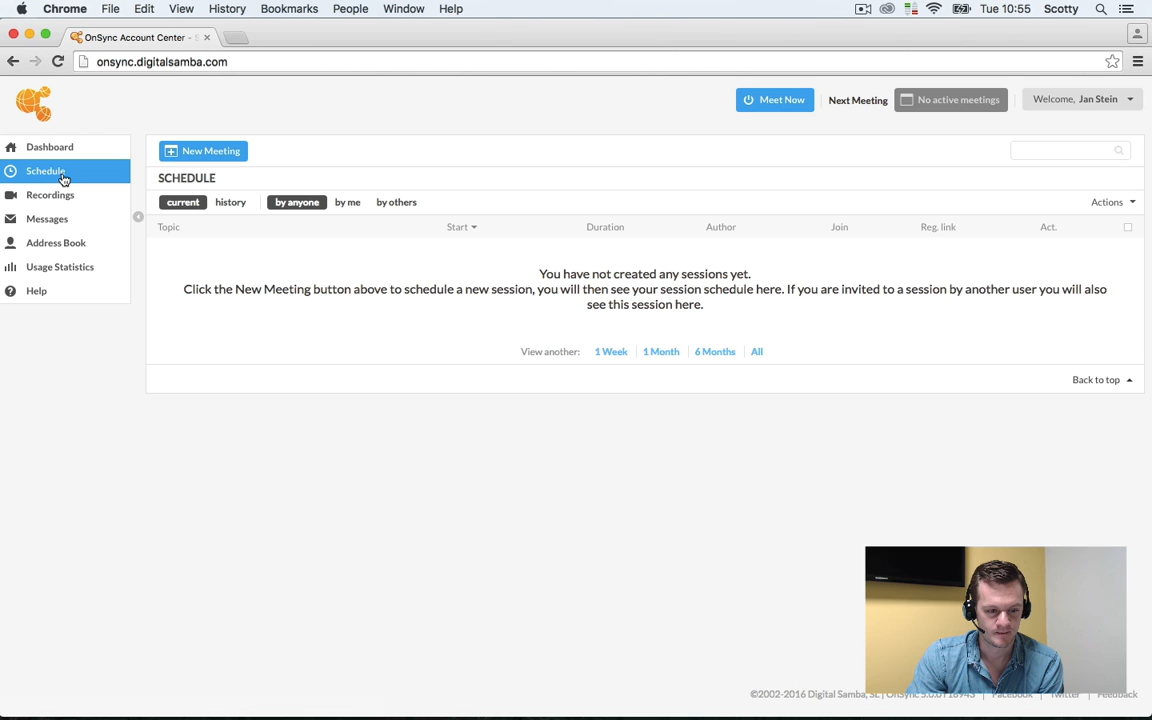 Chrome File Edit View History Bookmarks People Window Help Tue 10:55 Scotty
OnSync Account Center - S
onsync.digitalsamba.com
Meet Now Next Meeting No active meetings Welcome, Jan Stein
Dashboard
Schedule
Recordings
Messages
Address Book
Usage Statistics
Help
New Meeting
SCHEDULE
current history by anyone by me by others Actions
Topic Start Duration Author Join Reg. link Act.
You have not created any sessions yet.
Click the New Meeting button above to schedule a new session, you will then see your session schedule here. If you are invited to a session by another user you will also
see this session here.
View another: 1 Week 1 Month 6 Months All
Back to top
©2002-2016 Digital Samba, SL | OnSync Facebook | Twitter | Feedback